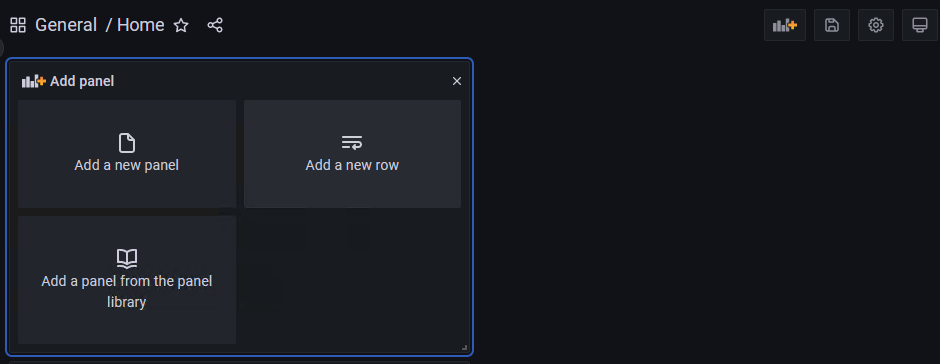 General / Home
Add panel
Add a new panel
Add a new row
Add a panel from the panel
library